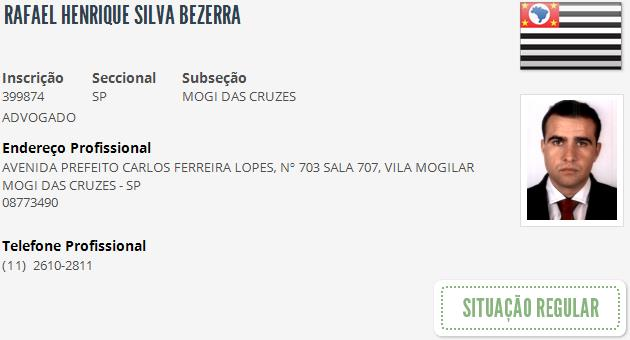 RAFAEL HENRIQUE SILVA BEZERRA
Inscrição Seccional Subseção
399874 SP MOGI DAS CRUZES
ADVOGADO
Endereço Profissional
AVENIDA PREFEITO CARLOS FERREIRA LOPES, Nº 703 SALA 707, VILA MOGILAR
MOGI DAS CRUZES - SP
08773490
Telefone Profissional
(11) 2610-2811
SITUAÇÃO REGULAR